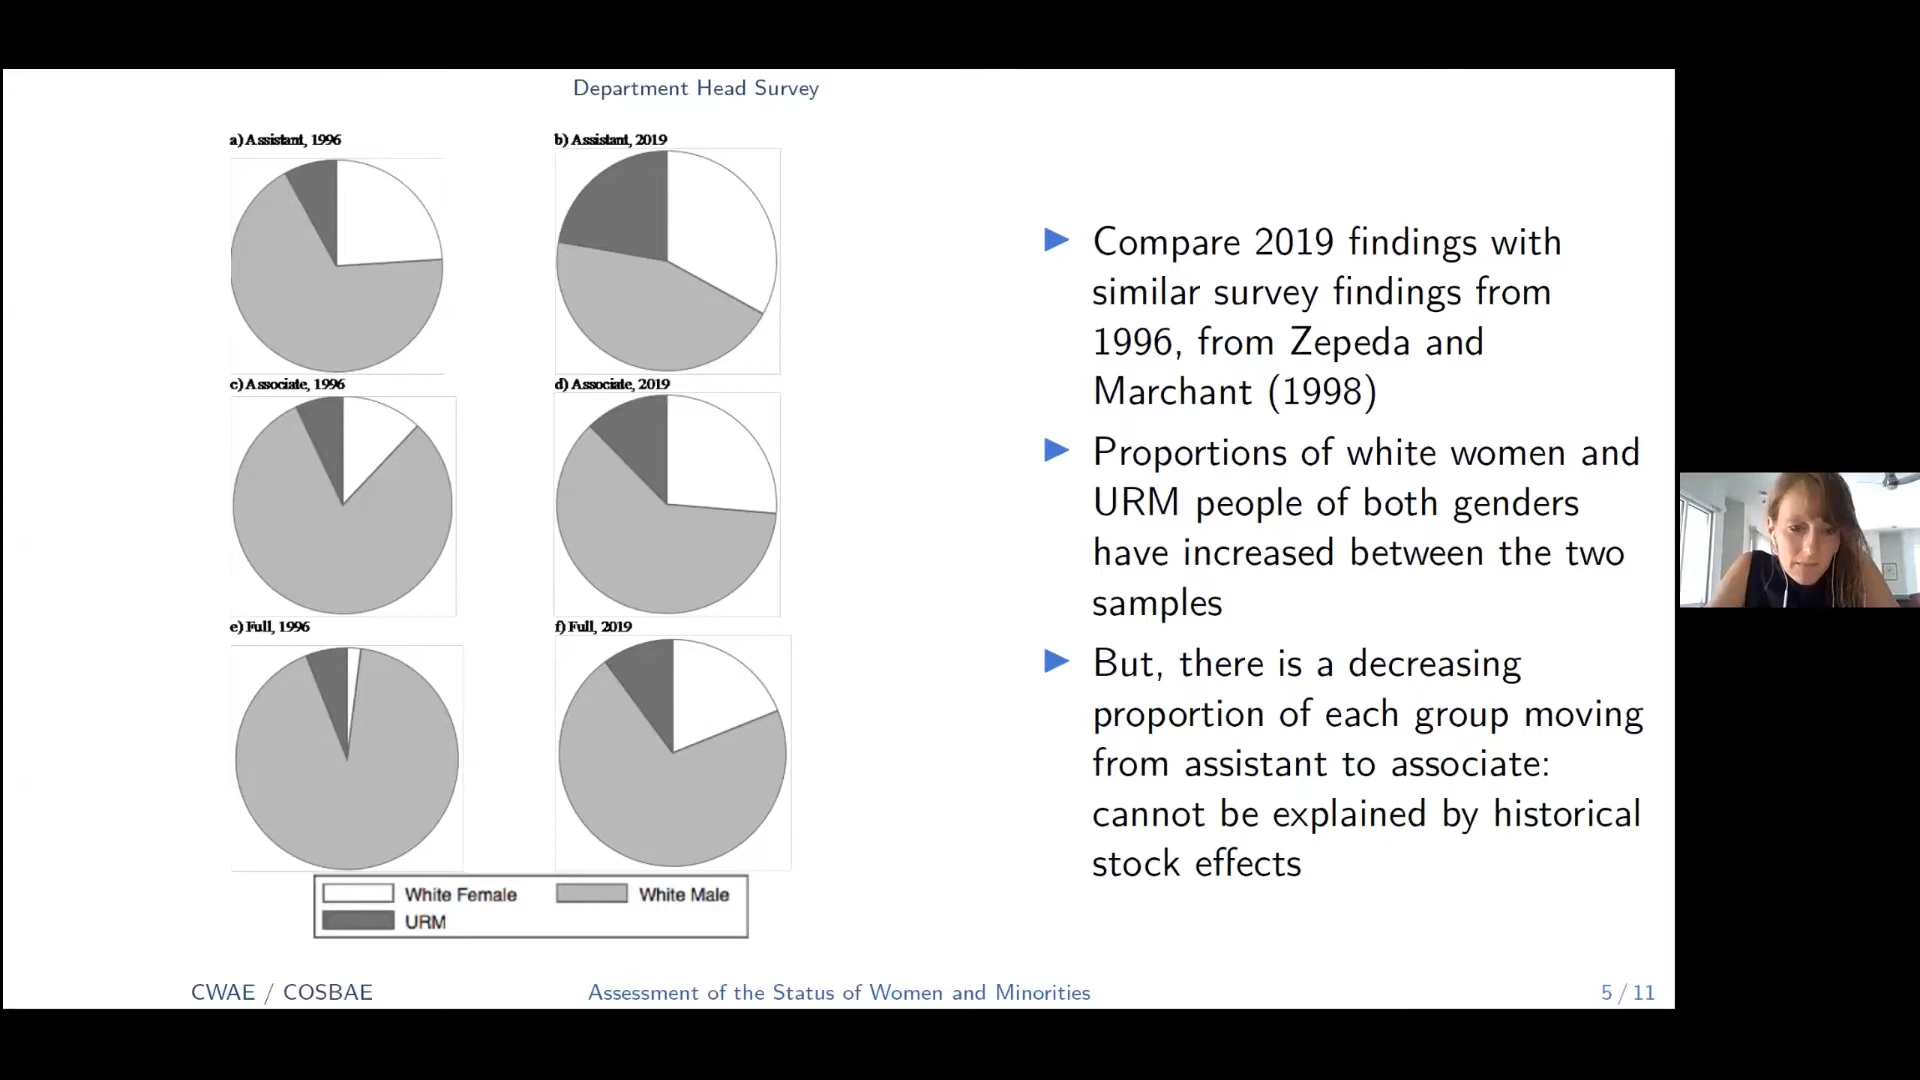 Department Head Survey
a) Assistant, 1996
b) Assistant, 2019
c) Associate, 1996
d) Associate, 2019
e) Full, 1996
f) Full, 2019
White Female
White Male
URM
Compare 2019 findings with
similar survey findings from
1996, from Zepeda and
Marchant (1998)
Proportions of white women and
URM people of both genders
have increased between the two
samples
But, there is a decreasing
proportion of each group moving
from assistant to associate:
cannot be explained by historical
stock effects
CWAE / COSBAE
Assessment of the Status of Women and Minorities
5 / 11